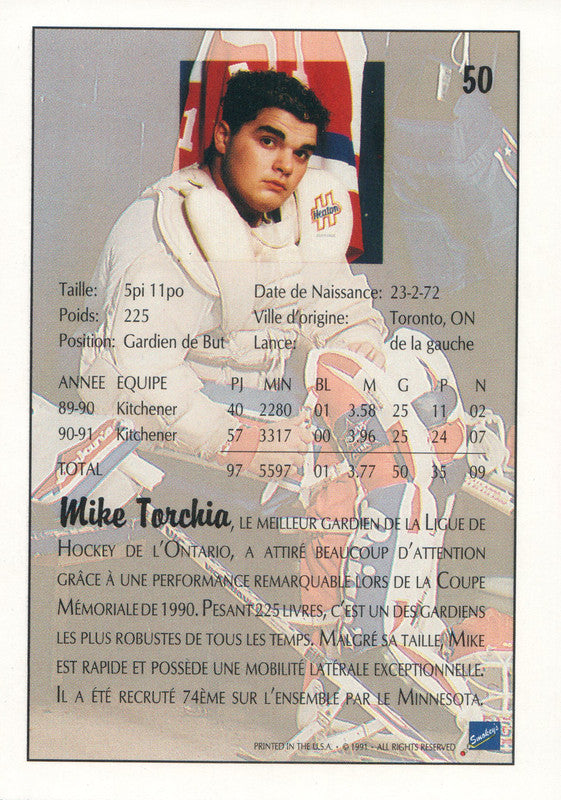 50
1
H
Heaton
Taille: 5pi 11po Date de Naissance: 23-2-72
Poids: 225 Ville d'origine: Toronto, ON
Position: Gardien de But Lance: de la gauche
ANNEE EQUIPE PJ MIN BL M G P N
89-90 Kitchener 40 2280 01 3.58 25 11 02
90-91 Kitchener 57 3317 00 3.96 25 24 07
TOTAL 97 5597 01 3.77 50 35 09
Mike Torchia, LE MEILLEUR GARDIEN DE LA LIGUE DE
HOCKEY DE L'ONTARIO, A ATTIRÉ BEAUCOUP D'ATTENTION
GRÂCE À UNE PERFORMANCE REMARQUABLE LORS DE LA COUPE
MÉMORIALE DE 1990. PESANT 225 LIVRES, C'EST UN DES GARDIENS
LES PLUS ROBUSTES DE TOUS LES TEMPS. MALGRÉ SA TAILLE, MIKE
EST RAPIDE ET POSSÈDE UNE MOBILITÉ LATÉRALE EXCEPTIONNELLE.
IL A ÉTÉ RECRUTÉ 74ÈME SUR L'ENSEMBLE PAR LE MINNESOTA.
PRINTED IN THE U.S.A. • © 1991 - ALL RIGHTS RESERVED
Smokey's